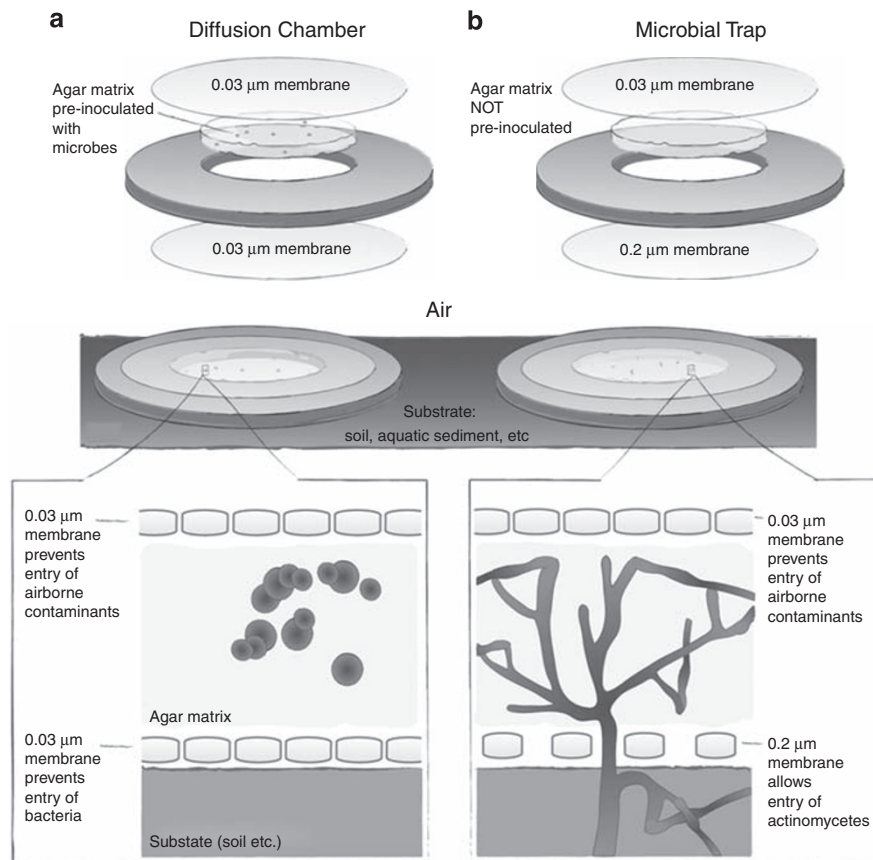 a
Diffusion Chamber
0.03 μm membrane
Agar matrix
pre-inoculated
with
microbes
0.03 μm membrane
b
Microbial Trap
0.03 μm membrane
Agar matrix
NOT
pre-inoculated
0.2 μm membrane
Air
Substrate:
soil, aquatic sediment, etc
0.03 μm
membrane
prevents
entry of
airborne
contaminants
Agar matrix
0.03 μm
membrane
prevents
entry of
bacteria
Substate (soil etc.)
0.03 μm
membrane
prevents
entry of
airborne
contaminants
0.2 μm
membrane
allows
entry of
actinomycetes